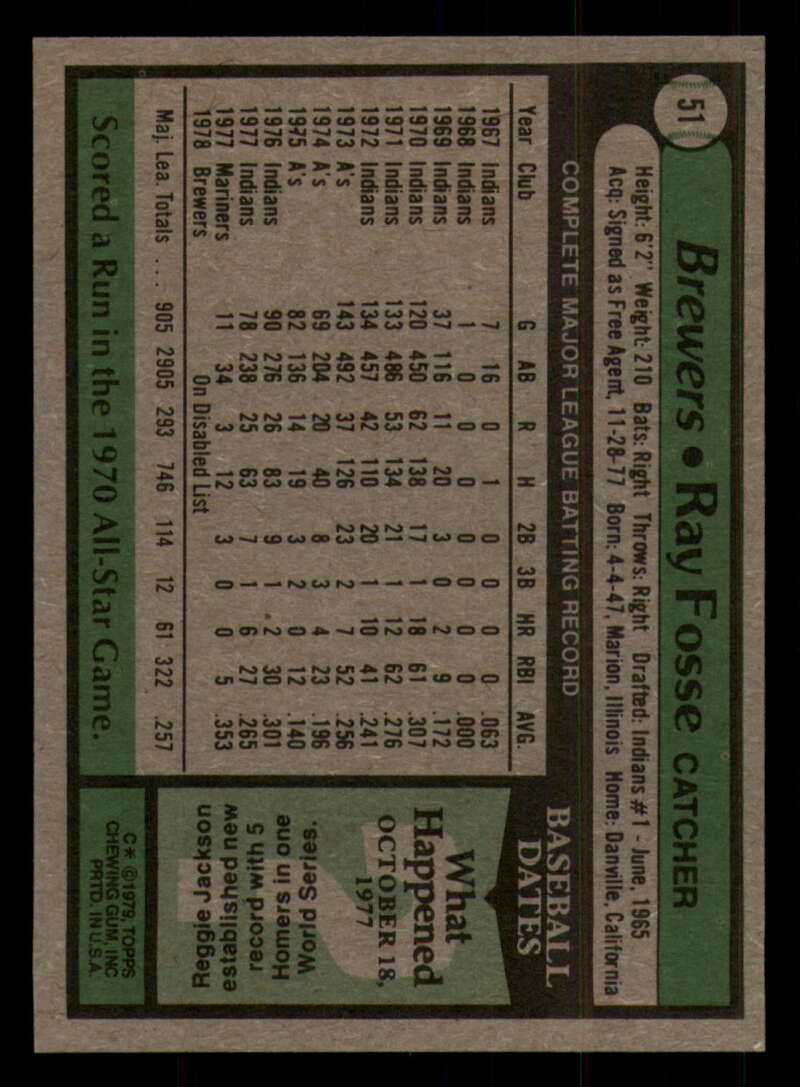 51
Brewers • Ray Fosse CATCHER
Height: 6'2" Weight: 210 Bats: Right Throws: Right Drafted: Indians #1 - June, 1965
Acq: Signed as Free Agent, 11-28-77 Born: 4-4-47, Marion, Illinois Home: Danville, California
COMPLETE MAJOR LEAGUE BATTING RECORD
Year Club G AB R H 2B 3B HR RBI AVG.
1967 Indians 7 16 0 1 0 0 0 0 .063
1968 Indians 1 0 0 0 0 0 0 0 .000
1969 Indians 37 116 11 20 3 0 2 9 .172
1970 Indians 120 450 62 138 17 1 18 61 .307
1971 Indians 133 486 53 134 21 1 12 62 .276
1972 Indians 134 457 42 110 20 1 10 41 .241
1973 A's 143 492 37 126 23 2 7 52 .256
1974 A's 69 204 20 40 8 3 4 23 .196
1975 A's 82 136 14 19 3 2 0 12 .140
1976 Indians 90 276 26 83 9 1 2 30 .301
1977 Indians 78 238 25 63 7 1 6 27 .265
1977 Mariners 11 34 3 12 3 0 0 5 .353
1978 Brewers On Disabled List
Maj. Lea. Totals . . . 905 2905 293 746 114 12 61 322 .257
Scored a Run in the 1970 All-Star Game.
BASEBALL
DATES
What
Happened
OCTOBER 18,
1977
Reggie Jackson
established new
record with 5
Homers in one
World Series.
C* ©1979, TOPPS
CHEWING GUM, INC
PRTD. IN U.S.A.